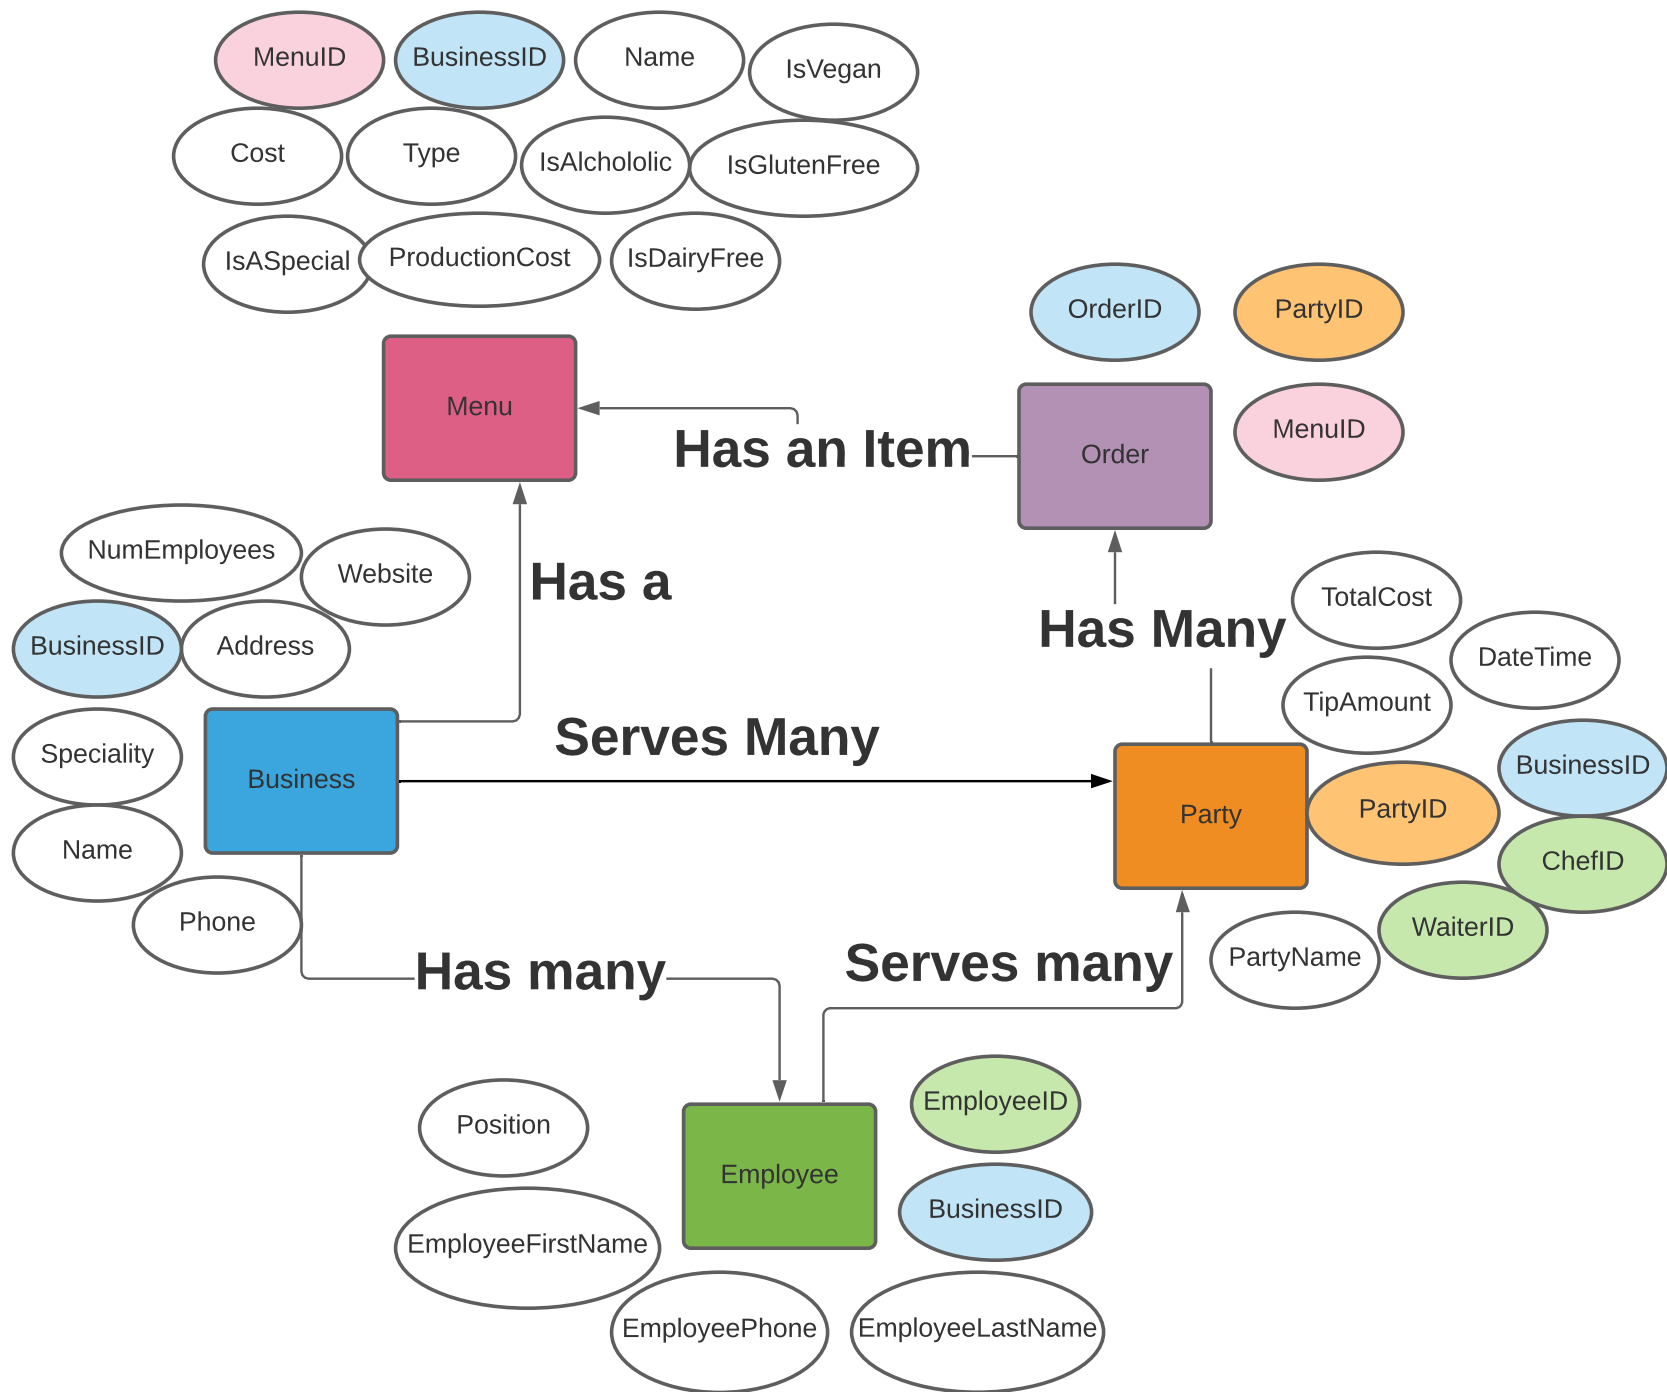 MenuID
BusinessID
Name
IsVegan
Cost
Type
IsAlchololic
IsGlutenFree
IsASpecial
ProductionCost
IsDairyFree
OrderID
PartyID
Menu
Order
MenuID
Has an Item
NumEmployees
Website
Has a
BusinessID
Address
Has Many
TotalCost
DateTime
TipAmount
Speciality
Business
Serves Many
BusinessID
Party
PartyID
Name
ChefID
Phone
WaiterID
PartyName
Has many
Serves many
Position
EmployeeID
Employee
BusinessID
EmployeeFirstName
EmployeePhone
EmployeeLastName